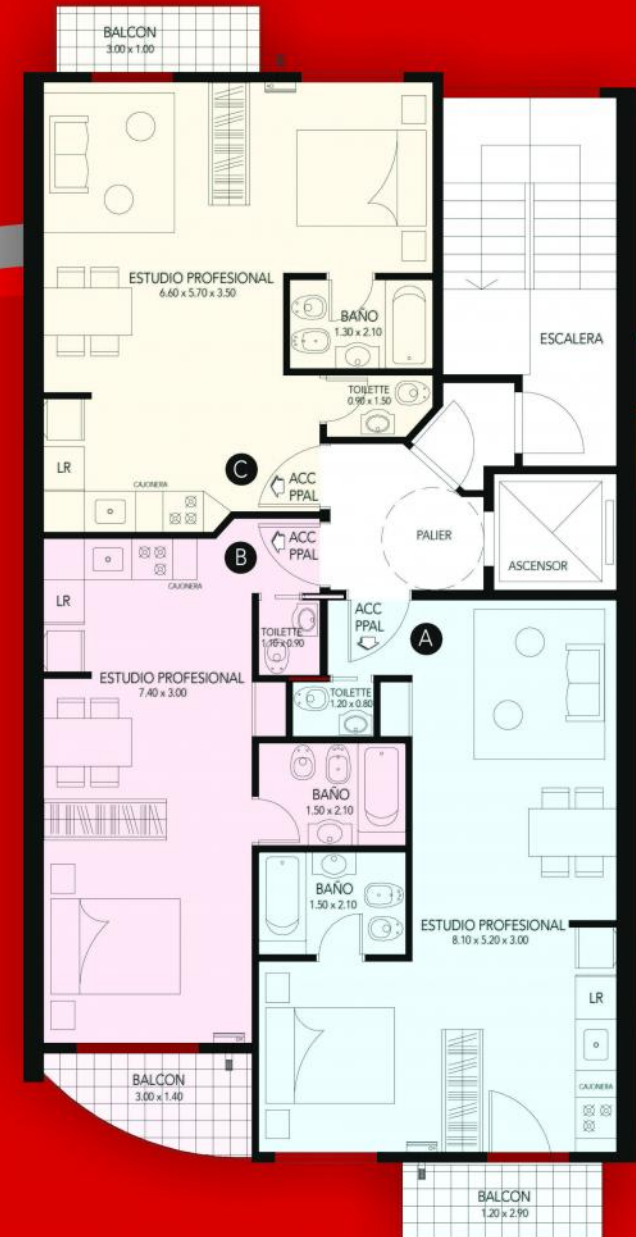 BALCON
3.00 x 1.00
ESTUDIO PROFESIONAL
6.60 x 5.70 x 3.50
BAÑO
1.30 x 2.10
ESCALERA
TOILETTE
0.90 x 1.50
LR
CAJONERA
C
ACC
PPAL
PALIER
ASCENSOR
B
ACC
PPAL
CAJONERA
LR
TOILETTE
1.10 x 0.90
ACC
PPAL
A
ESTUDIO PROFESIONAL
7.40 x 3.00
TOILETTE
1.20 x 0.80
BAÑO
1.50 x 2.10
BAÑO
1.50 x 2.10
ESTUDIO PROFESIONAL
8.10 x 5.20 x 3.00
LR
CAJONERA
BALCON
3.00 x 1.40
BALCON
1.20 x 2.90